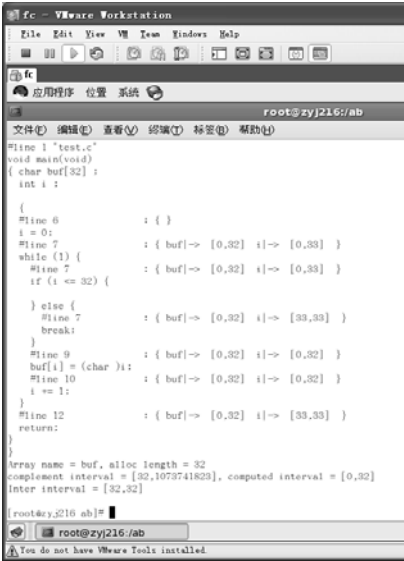 fc - VMware Workstation
File Edit View VM Team Windows Help
fc
应用程序 位置 系统
root@zyj216:/ab
文件(F) 编辑(E) 查看(V) 终端(T) 标签(B) 帮助(H)
#line 1 "test.c"
void main(void)
{ char buf[32] ;
int i ;
{
#line 6 : { }
i = 0;
#line 7 : { buf|-> [0,32] i|-> [0,33] }
while (1) {
#line 7 : { buf|-> [0,32] i|-> [0,33] }
if (i <= 32) {
} else {
#line 7 : { buf|-> [0,32] i|-> [33,33] }
break;
}
#line 9 : { buf|-> [0,32] i|-> [0,32] }
buf[i] = (char )i;
#line 10 : { buf|-> [0,32] i|-> [0,32] }
i += 1;
}
#line 12 : { buf|-> [0,32] i|-> [33,33] }
return;
}
}
Array name = buf, alloc length = 32
complement interval = [32,1073741823], computed interval = [0,32]
Inter interval = [32,32]
[root@zyj216 ab]#
root@zyj216:/ab
You do not have VMware Tools installed.